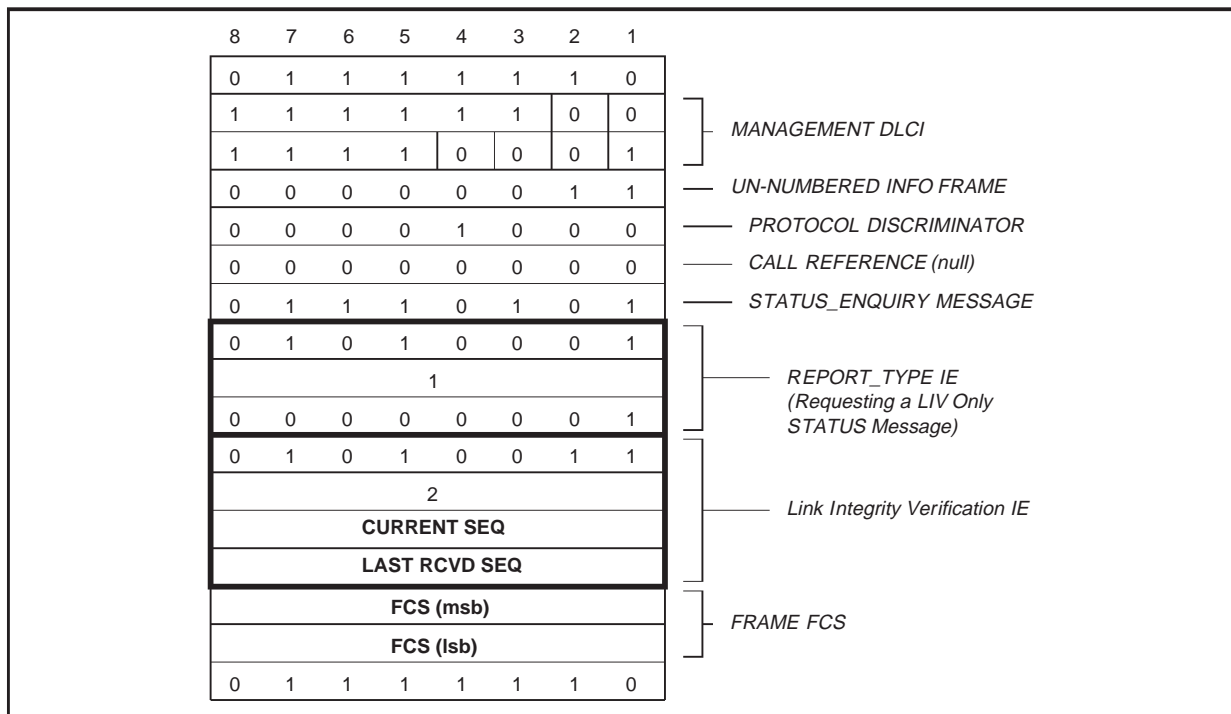 8 7 6 5 4 3 2 1
0 1 1 1 1 1 1 0
1 1 1 1 1 1 0 0
MANAGEMENT DLCI
1 1 1 1 0 0 0 1
0 0 0 0 0 0 1 1 UN-NUMBERED INFO FRAME
0 0 0 0 1 0 0 0 PROTOCOL DISCRIMINATOR
0 0 0 0 0 0 0 0 CALL REFERENCE (null)
0 1 1 1 0 1 0 1 STATUS_ENQUIRY MESSAGE
0 1 0 1 0 0 0 1
1
0 0 0 0 0 0 0 1
REPORT_TYPE IE
(Requesting a LIV Only
STATUS Message)
0 1 0 1 0 0 1 1
2
CURRENT SEQ
LAST RCVD SEQ
Link Integrity Verification IE
FCS (msb)
FCS (lsb)
FRAME FCS
0 1 1 1 1 1 1 0